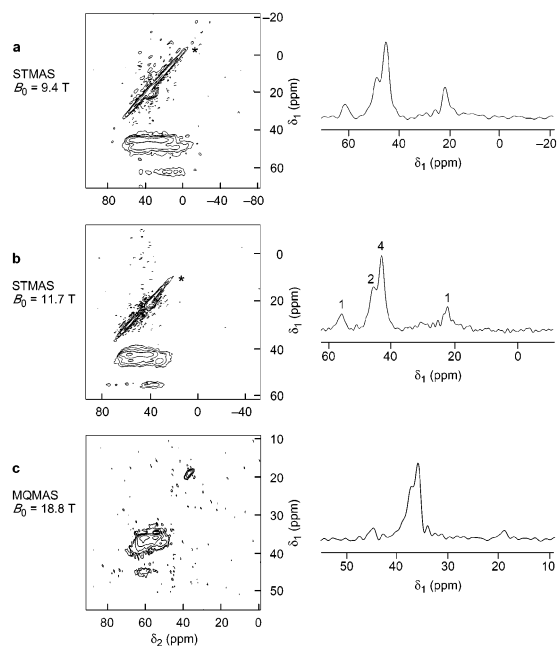 a
STMAS
B0 = 9.4 T
*
−20
0
20
40
60
δ1 (ppm)
80 40 0 −40 −80
60 40 20 0 −20
δ1 (ppm)
b
STMAS
B0 = 11.7 T
*
0
20
40
60
δ1 (ppm)
80 40 0 −40
1 2 4 1
60 40 20 0
δ1 (ppm)
c
MQMAS
B0 = 18.8 T
10
20
30
40
50
δ1 (ppm)
80 60 40 20 0
δ2 (ppm)
50 40 30 20 10
δ1 (ppm)